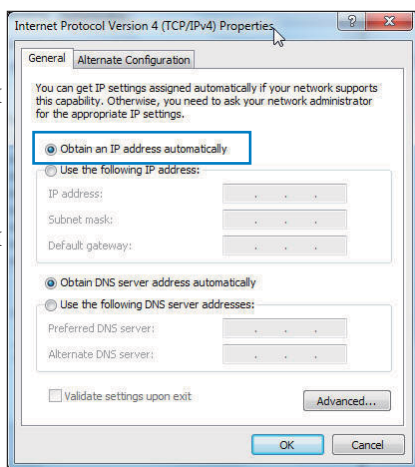 Internet Protocol Version 4 (TCP/IPv4) Properties
General
Alternate Configuration
You can get IP settings assigned automatically if your network supports
this capability. Otherwise, you need to ask your network administrator
for the appropriate IP settings.
Obtain an IP address automatically
Use the following IP address:
IP address:
Subnet mask:
Default gateway:
Obtain DNS server address automatically
Use the following DNS server addresses:
Preferred DNS server:
Alternate DNS server:
Validate settings upon exit
Advanced...
OK
Cancel